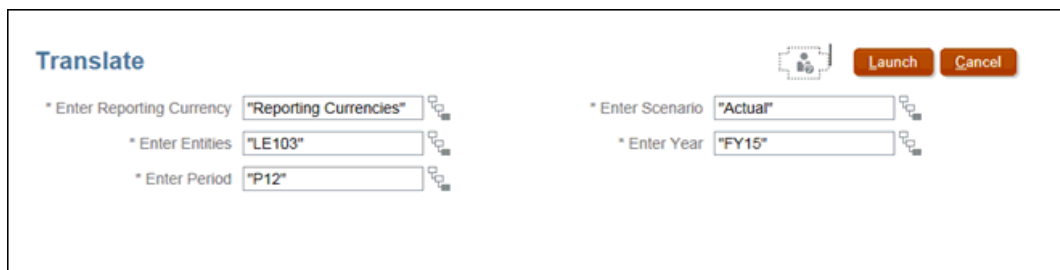 Translate
Launch Cancel
* Enter Reporting Currency "Reporting Currencies" * Enter Scenario "Actual"
* Enter Entities "LE103" * Enter Year "FY15"
* Enter Period "P12"